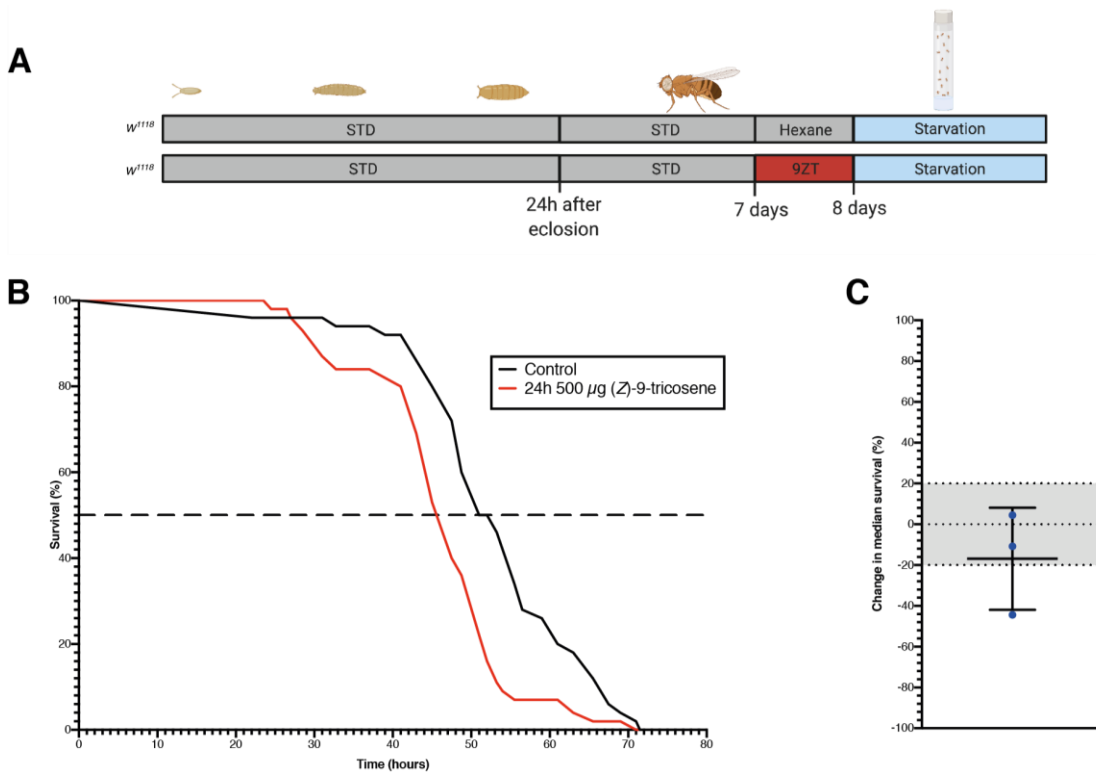 A
w1118 STD STD Hexane Starvation
w1118 STD STD 9ZT Starvation
24h after
eclosion
7 days
8 days
B
C
Survival (%)
100
80
60
40
20
0
0 10 20 30 40 50 60 70 80
Time (hours)
Control
24h 500 µg (Z)-9-tricosene
Change in median survival (%)
100
80
60
40
20
0
-20
-40
-60
-80
-100